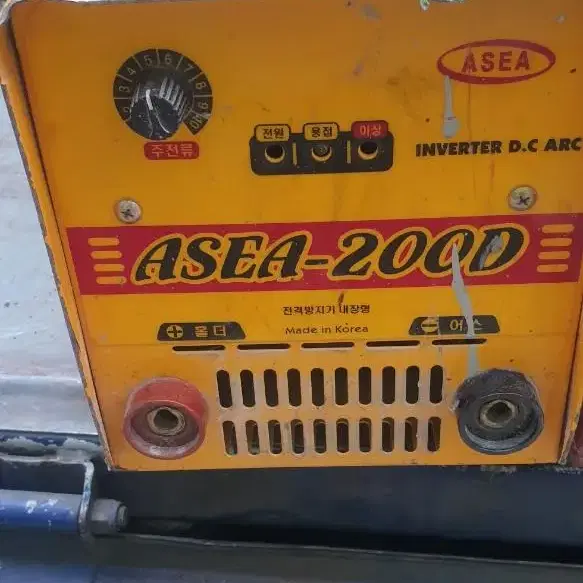 ASEA
3 4 5 6 7 8 9 10
주전류
전원 용접 이상
INVERTER D.C ARC
ASEA-200D
전격방지기 내장형
+ 홀더
Made in Korea
- 어스